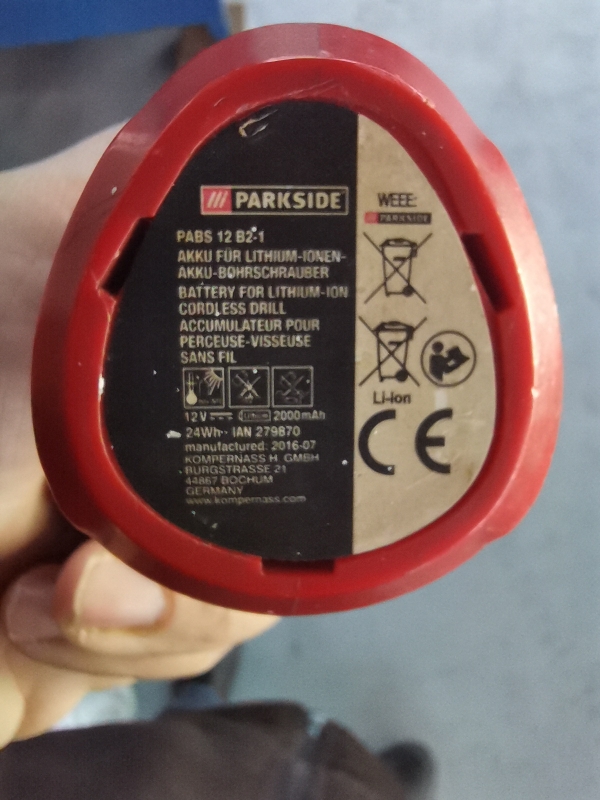 PARKSIDE
PABS 12 B2-1
AKKU FÜR LITHIUM-IONEN-
AKKU-BOHRSCHRAUBER
BATTERY FOR LITHIUM-ION
CORDLESS DRILL
ACCUMULATEUR POUR
PERCEUSE-VISSEUSE
SANS FIL
12 V 2000mAh
24Wh IAN 279870
manufactured: 2016-07
KOMPERNASS H. GMBH
BURGSTRASSE 21
44867 BOCHUM
GERMANY
www.kompernass.com
WEEE:
PARKSIDE
Li-ion
CE